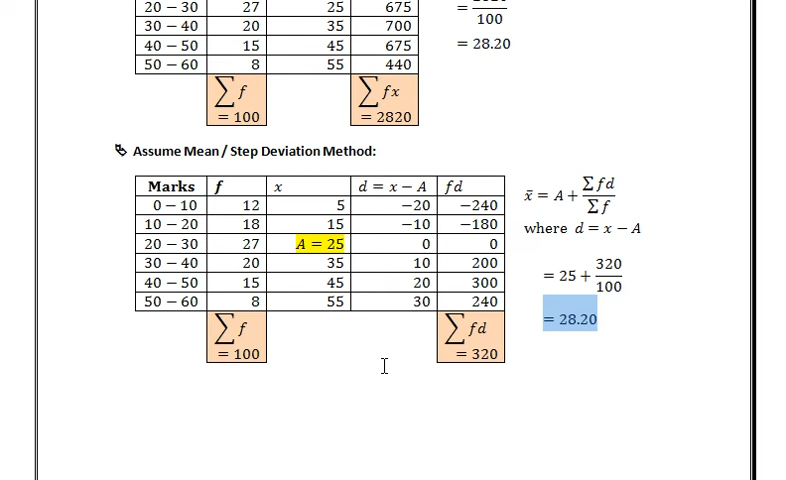 20 − 30 27 25 675
30 − 40 20 35 700 100
40 − 50 15 45 675 = 28.20
50 − 60 8 55 440
∑ f ∑ fx
= 100 = 2820
Assume Mean / Step Deviation Method:
Marks f x d = x − A fd
0 − 10 12 5 −20 −240
10 − 20 18 15 −10 −180
20 − 30 27 A = 25 0 0
30 − 40 20 35 10 200
40 − 50 15 45 20 300
50 − 60 8 55 30 240
∑ f ∑ fd
= 100 = 320
x̄ = A + Σ fd / Σ f
where d = x − A
= 25 + 320 / 100
= 28.20